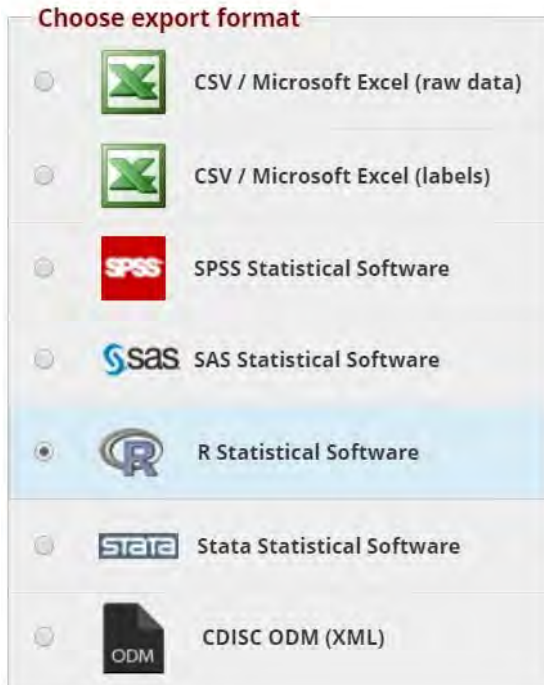 Choose export format
CSV / Microsoft Excel (raw data)
CSV / Microsoft Excel (labels)
SPSS SPSS Statistical Software
sas SAS Statistical Software
R R Statistical Software
STATA Stata Statistical Software
CDISC ODM (XML)
ODM